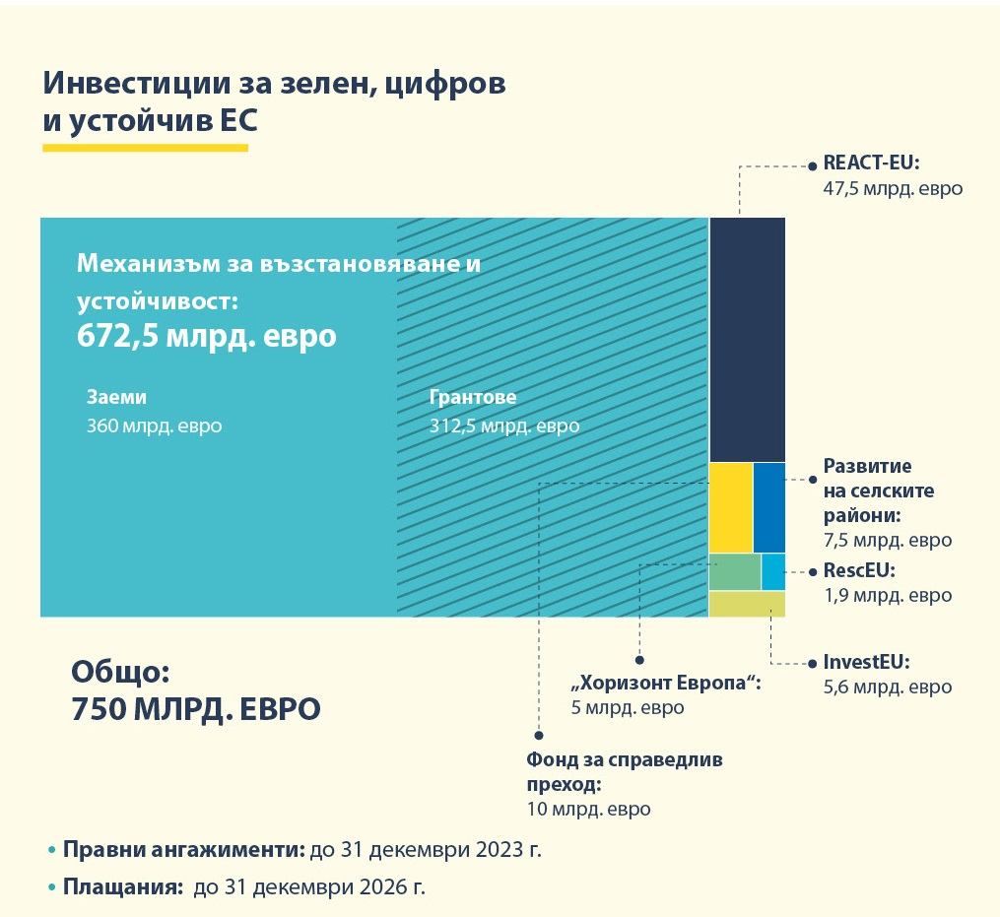 Инвестиции за зелен, цифров
и устойчив ЕС
REACT-EU:
47,5 млрд. евро
Механизъм за възстановяване и
устойчивост:
672,5 млрд. евро
Заеми
360 млрд. евро
Грантове
312,5 млрд. евро
Развитие
на селските
райони:
7,5 млрд. евро
RescEU:
1,9 млрд. евро
InvestEU:
5,6 млрд. евро
„Хоризонт Европа“:
5 млрд. евро
Фонд за справедлив
преход:
10 млрд. евро
Общо:
750 МЛРД. ЕВРО
• Правни ангажименти: до 31 декември 2023 г.
• Плащания: до 31 декември 2026 г.